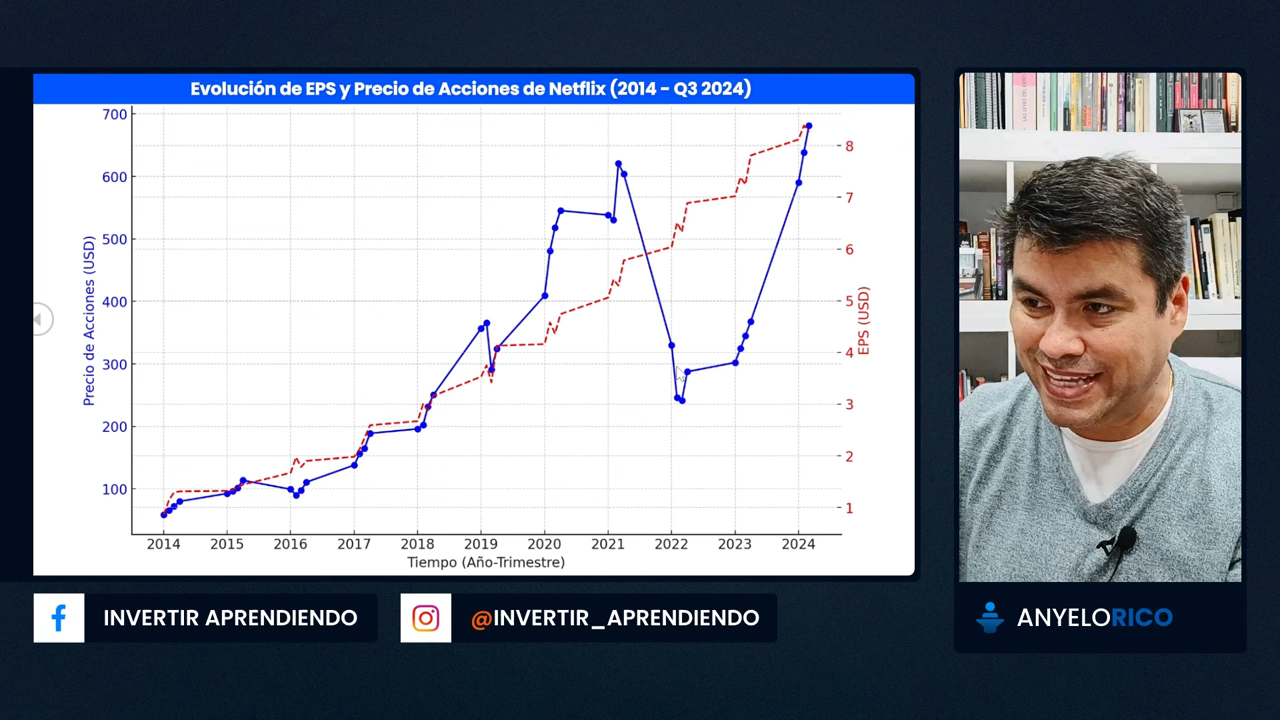 Evolución de EPS y Precio de Acciones de Netflix (2014 - Q3 2024)
Precio de Acciones (USD)
700
600
500
400
300
200
100
EPS (USD)
8
7
6
5
4
3
2
1
2014 2015 2016 2017 2018 2019 2020 2021 2022 2023 2024
Tiempo (Año-Trimestre)
INVERTIR APRENDIENDO
@INVERTIR_APRENDIENDO
ANYELORICO